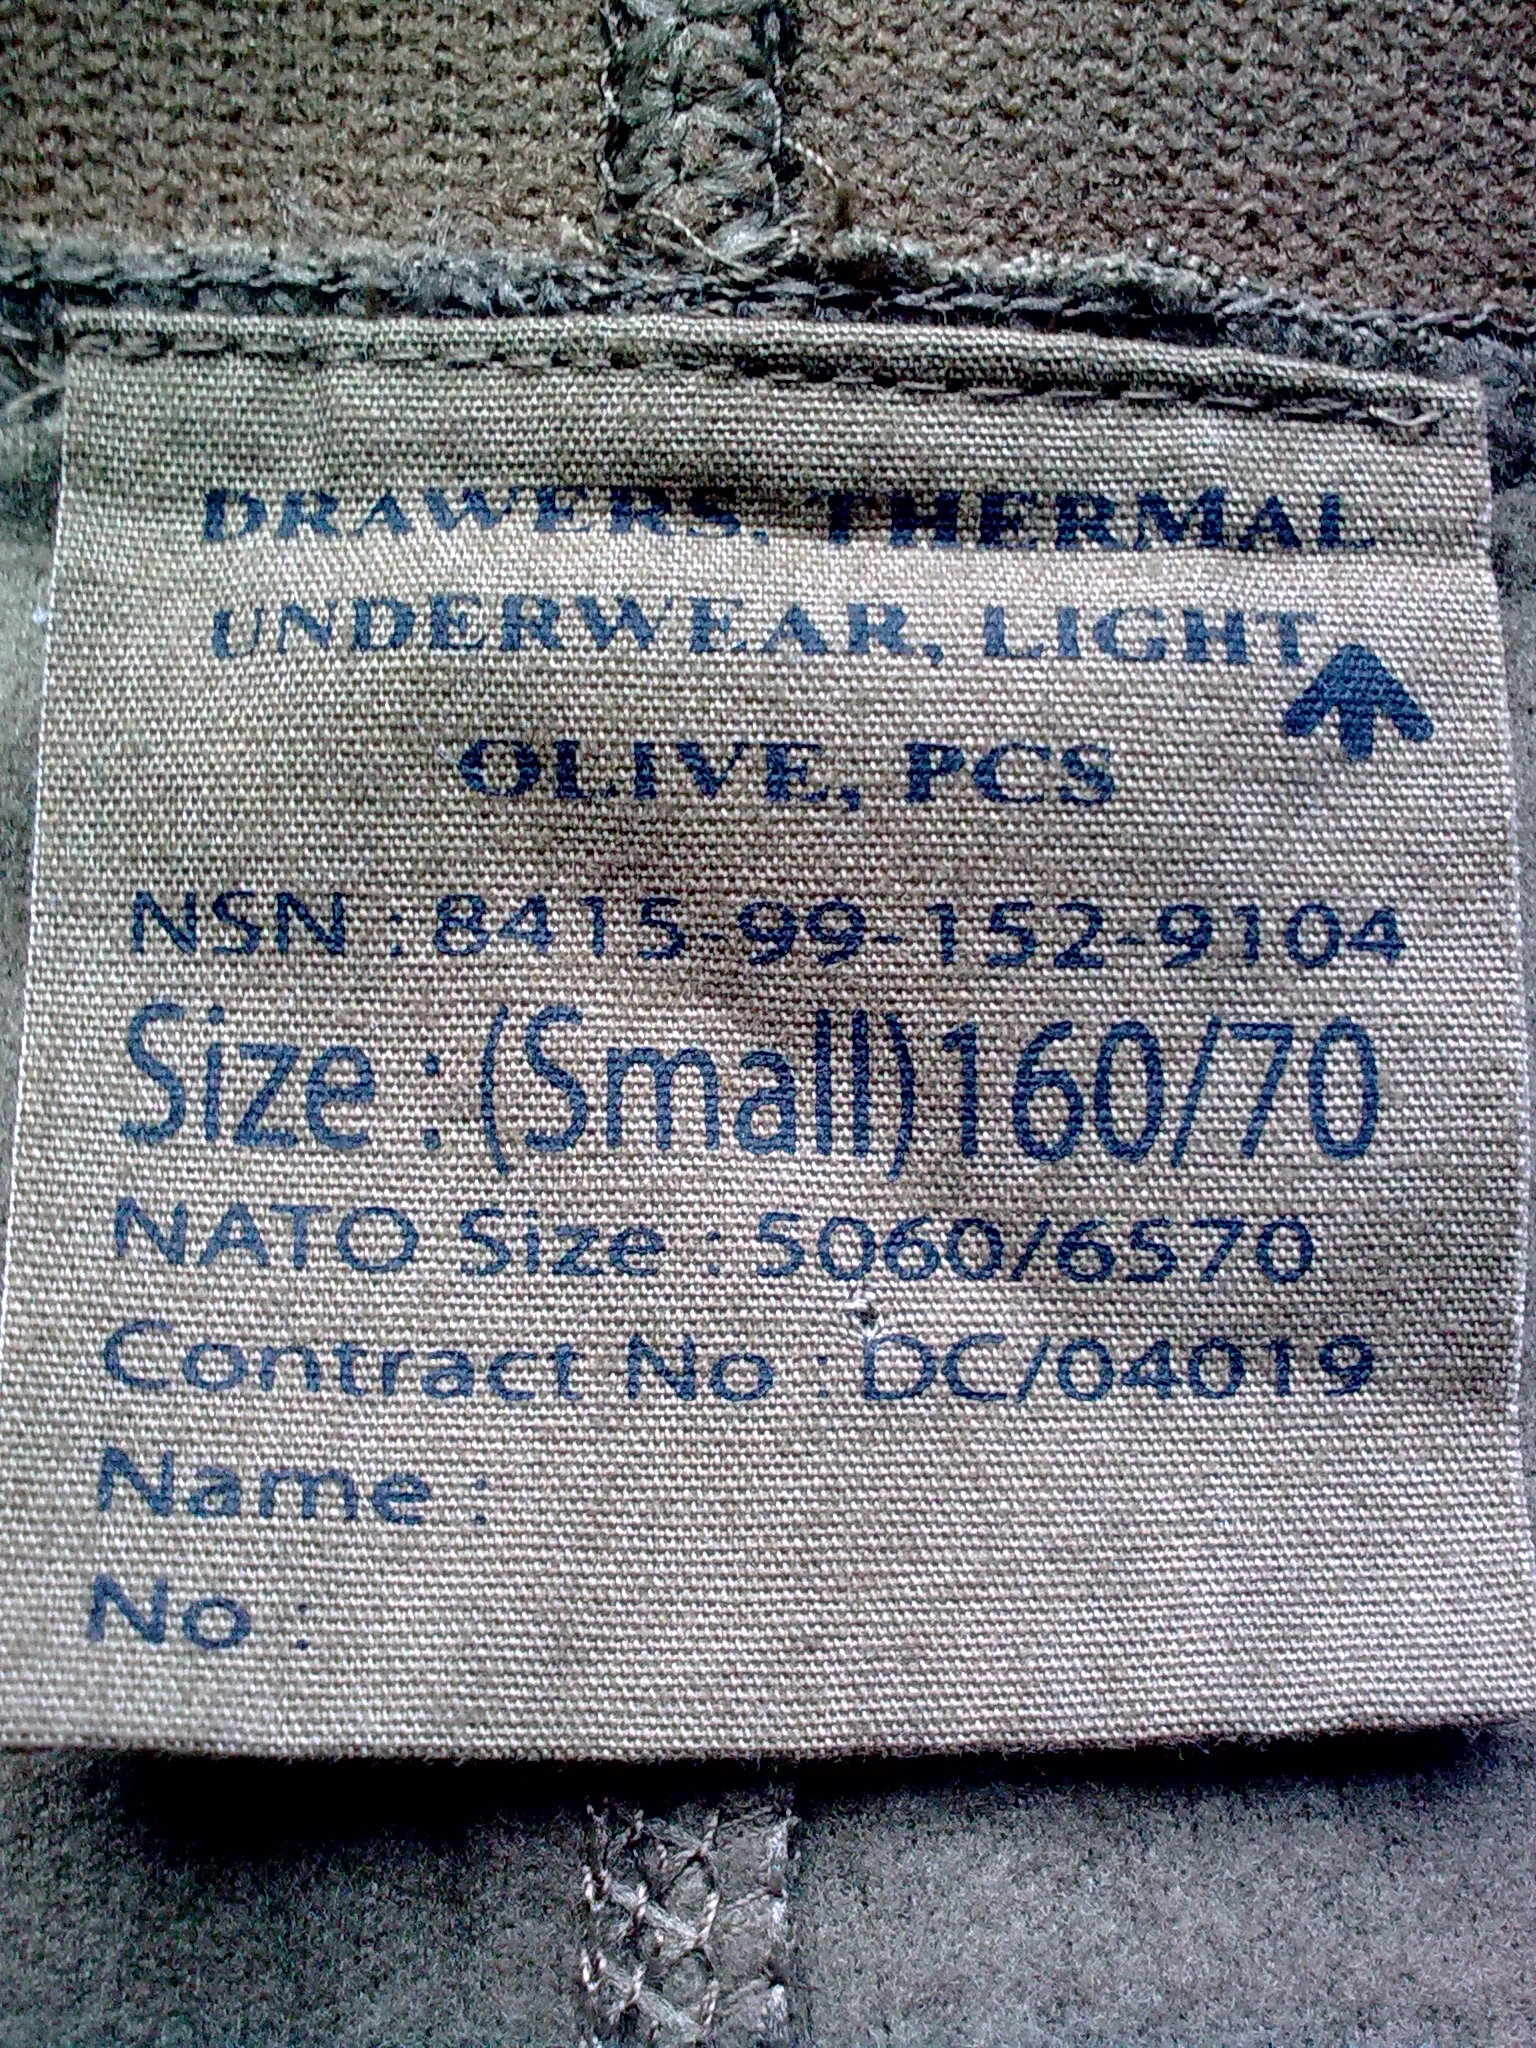 DRAWERS, THERMAL
UNDERWEAR, LIGHT
OLIVE, PCS
NSN : 8415-99-152-9104
Size : (Small)160/70
NATO Size : 5060/6570
Contract No : DC/04019
Name :
No :